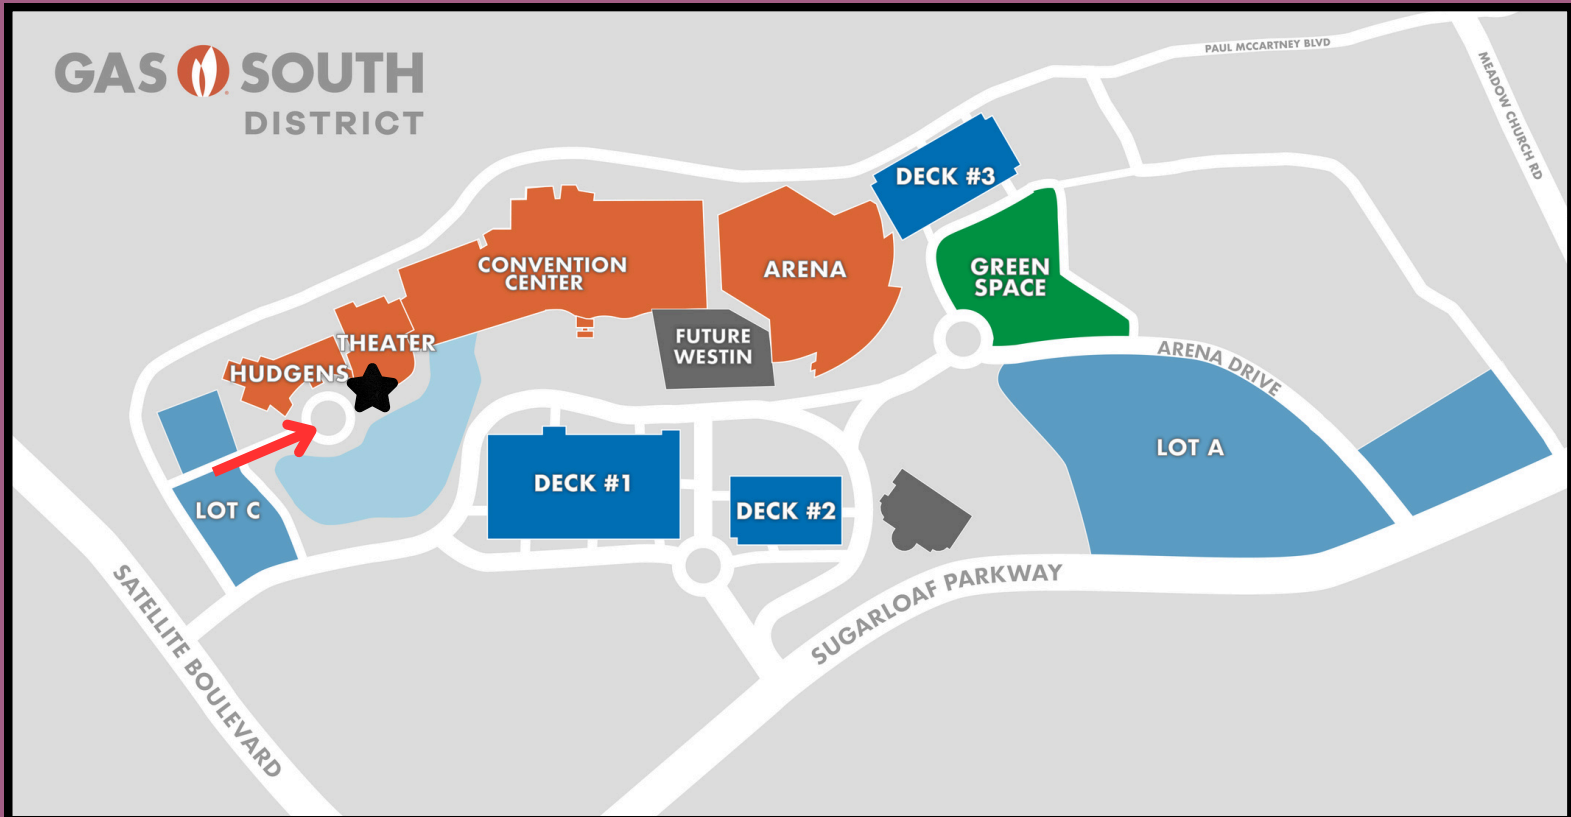 GAS SOUTH
DISTRICT
PAUL MCCARTNEY BLVD
MEADOW CHURCH RD
DECK #3
CONVENTION
CENTER
ARENA
GREEN
SPACE
THEATER
FUTURE
WESTIN
HUDGENS
ARENA DRIVE
LOT A
DECK #1
DECK #2
LOT C
SUGARLOAF PARKWAY
SATELLITE BOULEVARD